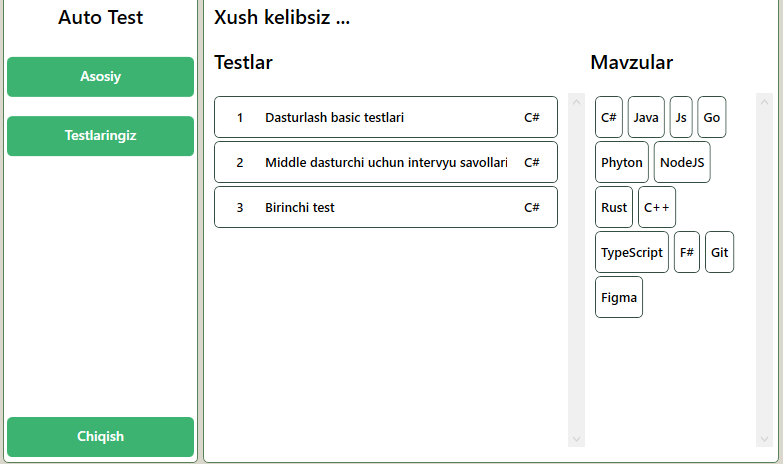 Auto Test
Asosiy
Testlaringiz
Chiqish
Xush kelibsiz ...
Testlar
1 Dasturlash basic testlari C#
2 Middle dasturchi uchun intervyu savollari C#
3 Birinchi test C#
Mavzular
C# Java Js Go
Phyton NodeJS
Rust C++
TypeScript F# Git
Figma